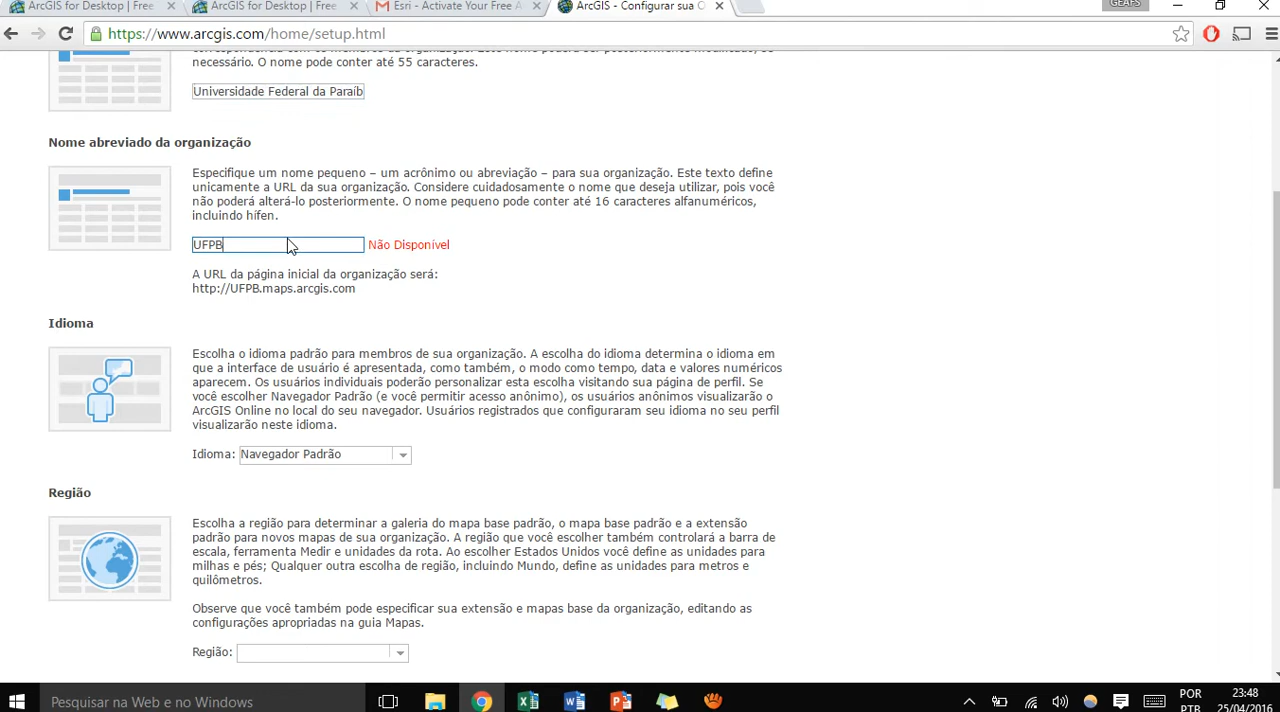 ArcGIS for Desktop | Free
ArcGIS for Desktop | Free
Esri - Activate Your Free A
ArcGIS - Configurar sua O
GEAFS
https://www.arcgis.com/home/setup.html
necessário. O nome pode conter até 55 caracteres.
Universidade Federal da Paraíb
Nome abreviado da organização
Especifique um nome pequeno – um acrônimo ou abreviação – para sua organização. Este texto define
unicamente a URL da sua organização. Considere cuidadosamente o nome que deseja utilizar, pois você
não poderá alterá-lo posteriormente. O nome pequeno pode conter até 16 caracteres alfanuméricos,
incluindo hífen.
UFPB Não Disponível
A URL da página inicial da organização será:
http://UFPB.maps.arcgis.com
Idioma
Escolha o idioma padrão para membros de sua organização. A escolha do idioma determina o idioma em
que a interface de usuário é apresentada, como também, o modo como tempo, data e valores numéricos
aparecem. Os usuários individuais poderão personalizar esta escolha visitando sua página de perfil. Se
você escolher Navegador Padrão (e você permitir acesso anônimo), os usuários anônimos visualizarão o
ArcGIS Online no local do seu navegador. Usuários registrados que configuraram seu idioma no seu perfil
visualizarão neste idioma.
Idioma: Navegador Padrão
Região
Escolha a região para determinar a galeria do mapa base padrão, o mapa base padrão e a extensão
padrão para novos mapas de sua organização. A região que você escolher também controlará a barra de
escala, ferramenta Medir e unidades da rota. Ao escolher Estados Unidos você define as unidades para
milhas e pés; Qualquer outra escolha de região, incluindo Mundo, define as unidades para metros e
quilômetros.
Observe que você também pode especificar sua extensão e mapas base da organização, editando as
configurações apropriadas na guia Mapas.
Região:
Pesquisar na Web e no Windows
POR
PTB
23:48
25/04/2016